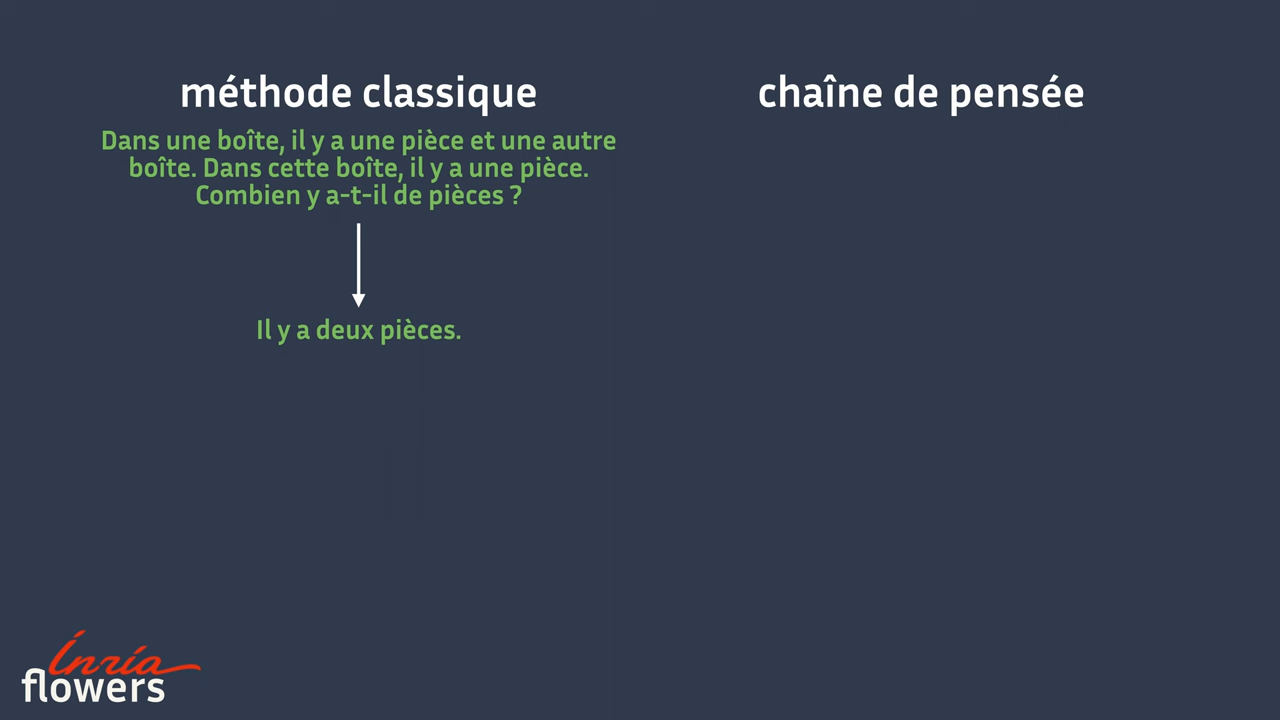 méthode classique
Dans une boîte, il y a une pièce et une autre
boîte. Dans cette boîte, il y a une pièce.
Combien y a-t-il de pièces ?
Il y a deux pièces.
chaîne de pensée
Inria
flowers